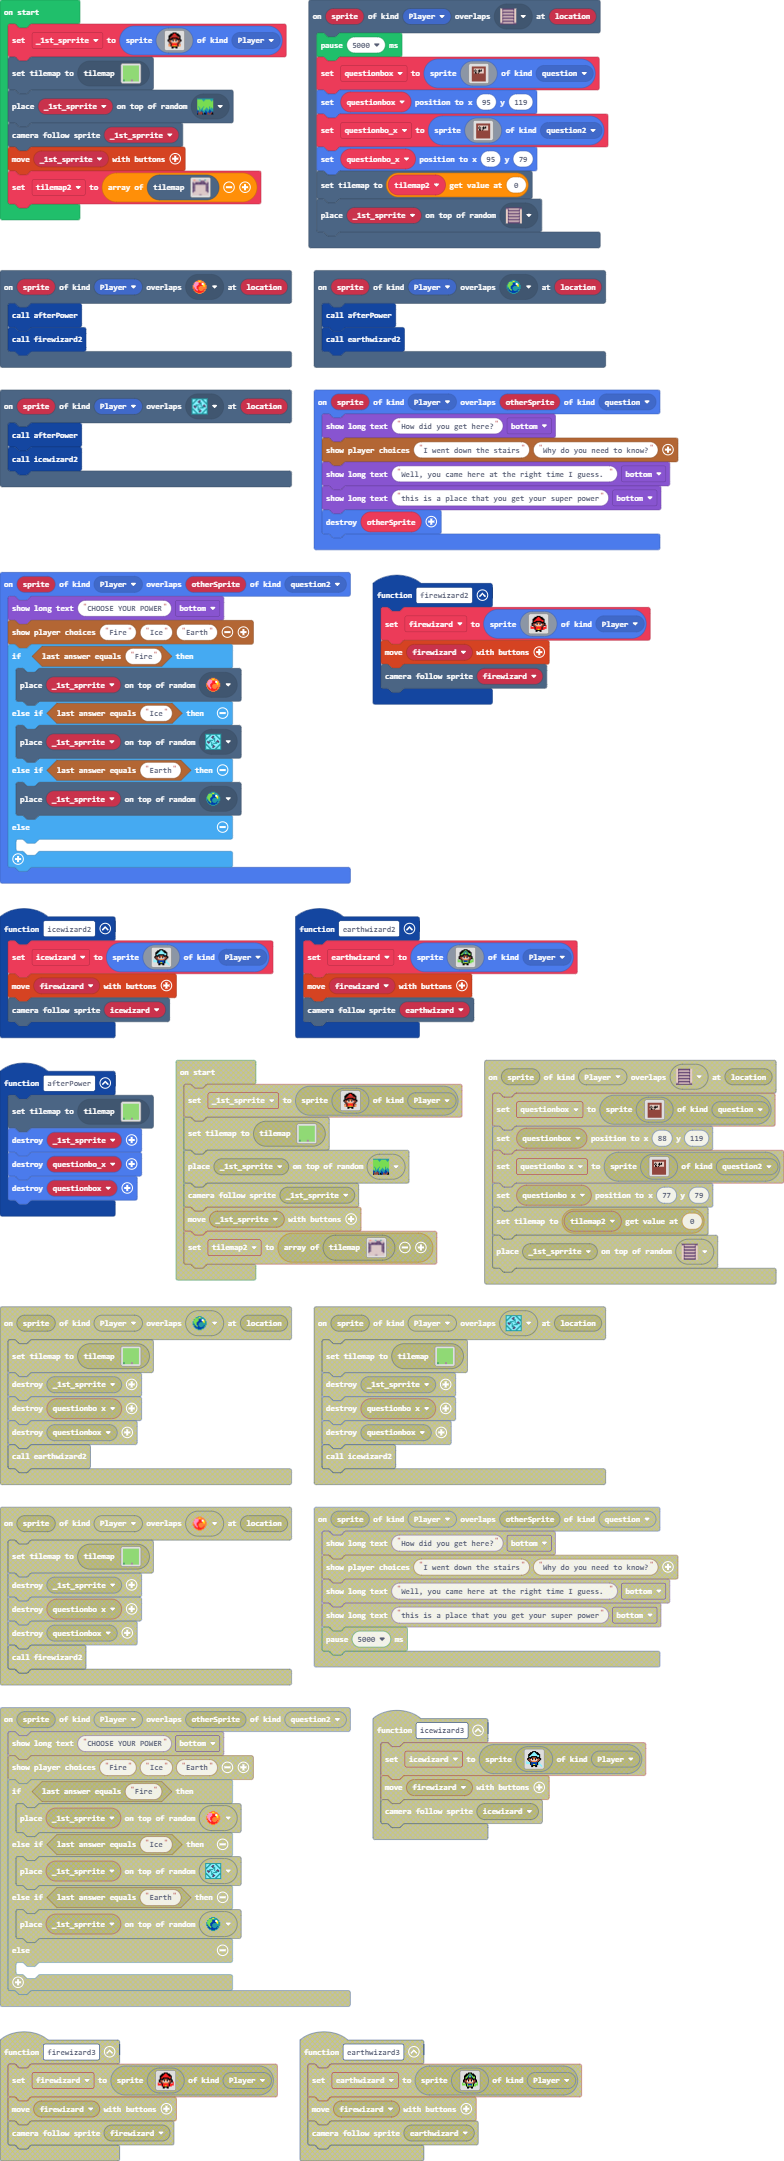 on start
set _1st_sprrite to sprite of kind Player
set tilemap to tilemap
place _1st_sprrite on top of random
camera follow sprite _1st_sprrite
move _1st_sprrite with buttons
set tilemap2 to array of tilemap
on sprite of kind Player overlaps at location
pause 5000 ms
set questionbox to sprite of kind question
set questionbox position to x 95 y 119
set questionbo_x to sprite of kind question2
set questionbo_x position to x 95 y 79
set tilemap to tilemap2 get value at 0
place _1st_sprrite on top of random
on sprite of kind Player overlaps at location
call afterPower
call firewizard2
on sprite of kind Player overlaps at location
call afterPower
call earthwizard2
on sprite of kind Player overlaps at location
call afterPower
call icewizard2
on sprite of kind Player overlaps otherSprite of kind question
show long text "How did you get here?" bottom
show player choices "I went down the stairs" "Why do you need to know?"
show long text "Well, you came here at the right time I guess. " bottom
show long text "this is a place that you get your super power" bottom
destroy otherSprite
on sprite of kind Player overlaps otherSprite of kind question2
show long text "CHOOSE YOUR POWER" bottom
show player choices "Fire" "Ice" "Earth"
if last answer equals "Fire" then
place _1st_sprrite on top of random
else if last answer equals "Ice" then
place _1st_sprrite on top of random
else if last answer equals "Earth" then
place _1st_sprrite on top of random
else
function firewizard2
set firewizard to sprite of kind Player
move firewizard with buttons
camera follow sprite firewizard
function icewizard2
set icewizard to sprite of kind Player
move firewizard with buttons
camera follow sprite icewizard
function earthwizard2
set earthwizard to sprite of kind Player
move firewizard with buttons
camera follow sprite earthwizard
function afterPower
set tilemap to tilemap
destroy _1st_sprrite
destroy questionbo_x
destroy questionbox
on start
set _1st_sprrite to sprite of kind Player
set tilemap to tilemap
place _1st_sprrite on top of random
camera follow sprite _1st_sprrite
move _1st_sprrite with buttons
set tilemap2 to array of tilemap
on sprite of kind Player overlaps at location
set questionbox to sprite of kind question
set questionbox position to x 88 y 119
set questionbo x to sprite of kind question2
set questionbo x position to x 77 y 79
set tilemap to tilemap2 get value at 0
place _1st_sprrite on top of random
on sprite of kind Player overlaps at location
set tilemap to tilemap
destroy _1st_sprrite
destroy questionbo x
destroy questionbox
call earthwizard2
on sprite of kind Player overlaps at location
set tilemap to tilemap
destroy _1st_sprrite
destroy questionbo x
destroy questionbox
call icewizard2
on sprite of kind Player overlaps at location
set tilemap to tilemap
destroy _1st_sprrite
destroy questionbo x
destroy questionbox
call firewizard2
on sprite of kind Player overlaps otherSprite of kind question
show long text "How did you get here?" bottom
show player choices "I went down the stairs" "Why do you need to know?"
show long text "Well, you came here at the right time I guess. " bottom
show long text "this is a place that you get your super power" bottom
pause 5000 ms
on sprite of kind Player overlaps otherSprite of kind question2
show long text "CHOOSE YOUR POWER" bottom
show player choices "Fire" "Ice" "Earth"
if last answer equals "Fire" then
place _1st_sprrite on top of random
else if last answer equals "Ice" then
place _1st_sprrite on top of random
else if last answer equals "Earth" then
place _1st_sprrite on top of random
else
function icewizard3
set icewizard to sprite of kind Player
move firewizard with buttons
camera follow sprite icewizard
function firewizard3
set firewizard to sprite of kind Player
move firewizard with buttons
camera follow sprite firewizard
function earthwizard3
set earthwizard to sprite of kind Player
move firewizard with buttons
camera follow sprite earthwizard